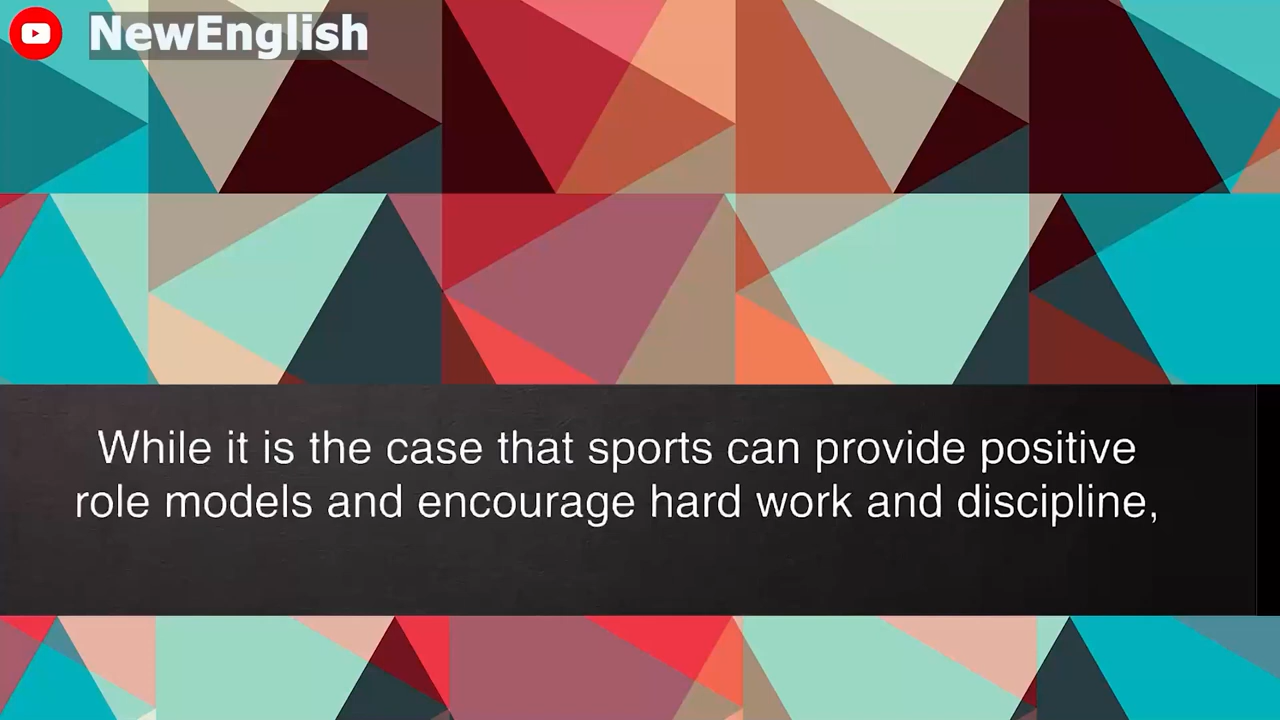 NewEnglish
While it is the case that sports can provide positive
role models and encourage hard work and discipline,